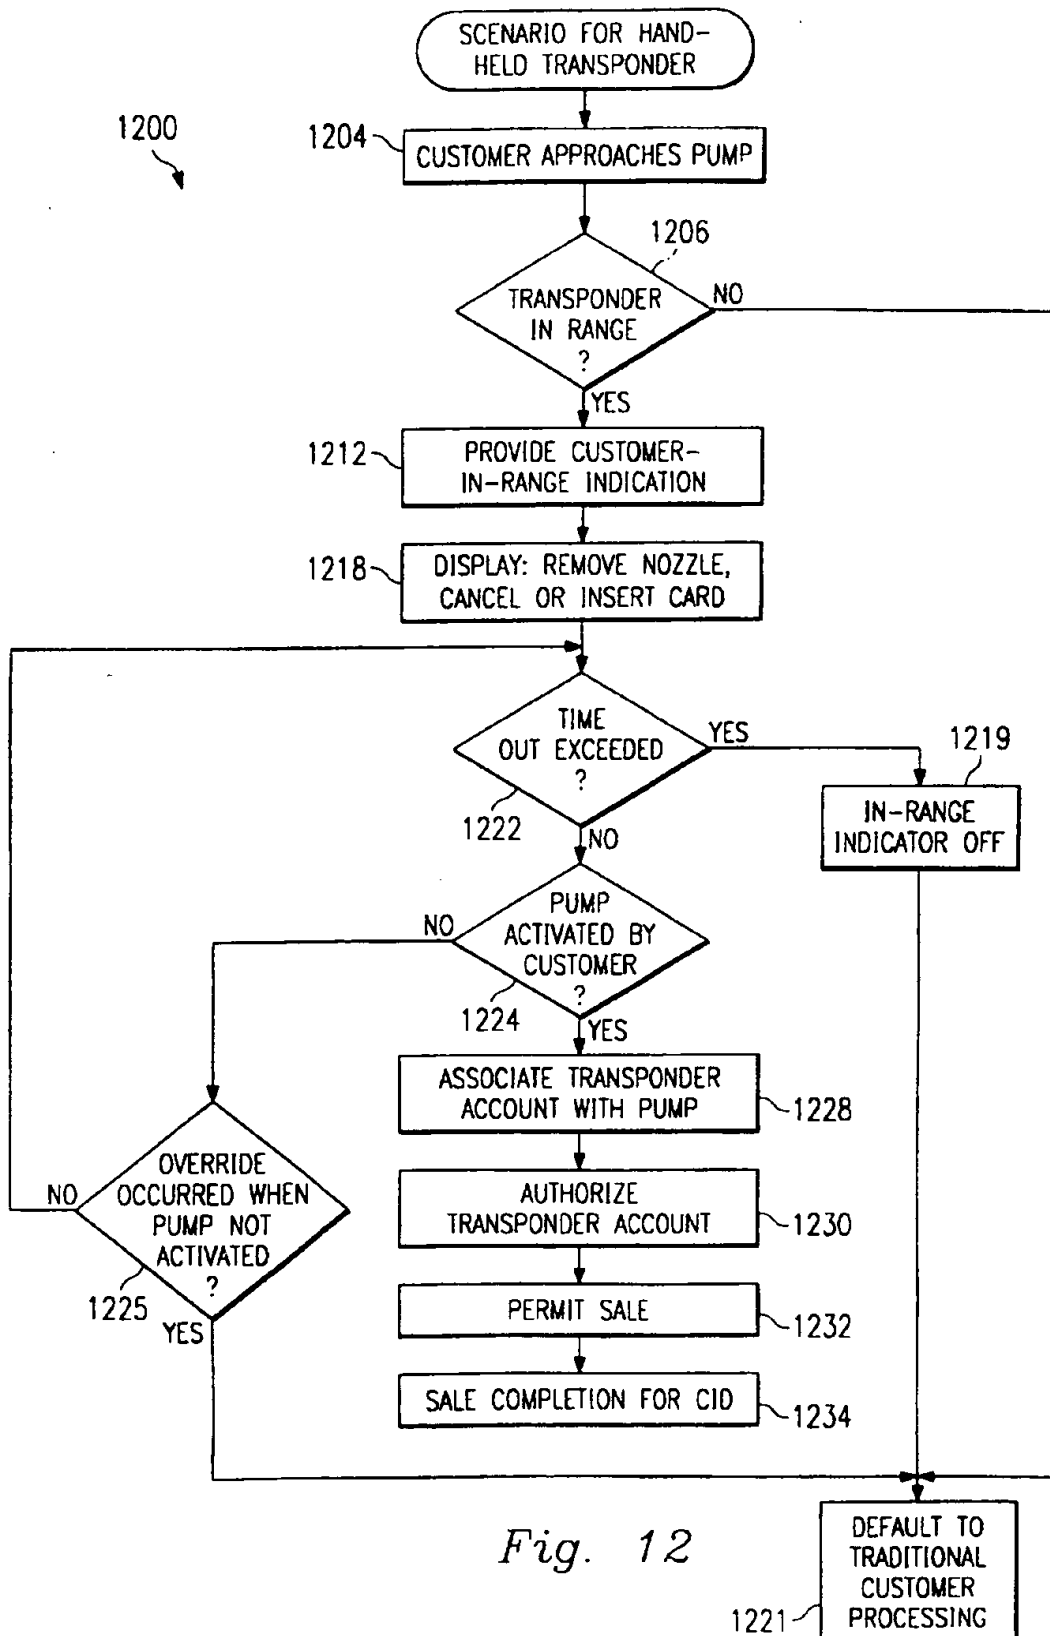 SCENARIO FOR HAND-
HELD TRANSPONDER
1200
1204
CUSTOMER APPROACHES PUMP
1206
TRANSPONDER
IN RANGE
?
NO
YES
1212
PROVIDE CUSTOMER-
IN-RANGE INDICATION
1218
DISPLAY: REMOVE NOZZLE,
CANCEL OR INSERT CARD
TIME
OUT EXCEEDED
?
YES
1222
NO
1219
IN-RANGE
INDICATOR OFF
PUMP
ACTIVATED BY
CUSTOMER
?
NO
1224
YES
ASSOCIATE TRANSPONDER
ACCOUNT WITH PUMP
1228
OVERRIDE
OCCURRED WHEN
PUMP NOT
ACTIVATED
?
NO
1225
YES
AUTHORIZE
TRANSPONDER ACCOUNT
1230
PERMIT SALE
1232
SALE COMPLETION FOR CID
1234
Fig. 12
DEFAULT TO
TRADITIONAL
CUSTOMER
PROCESSING
1221